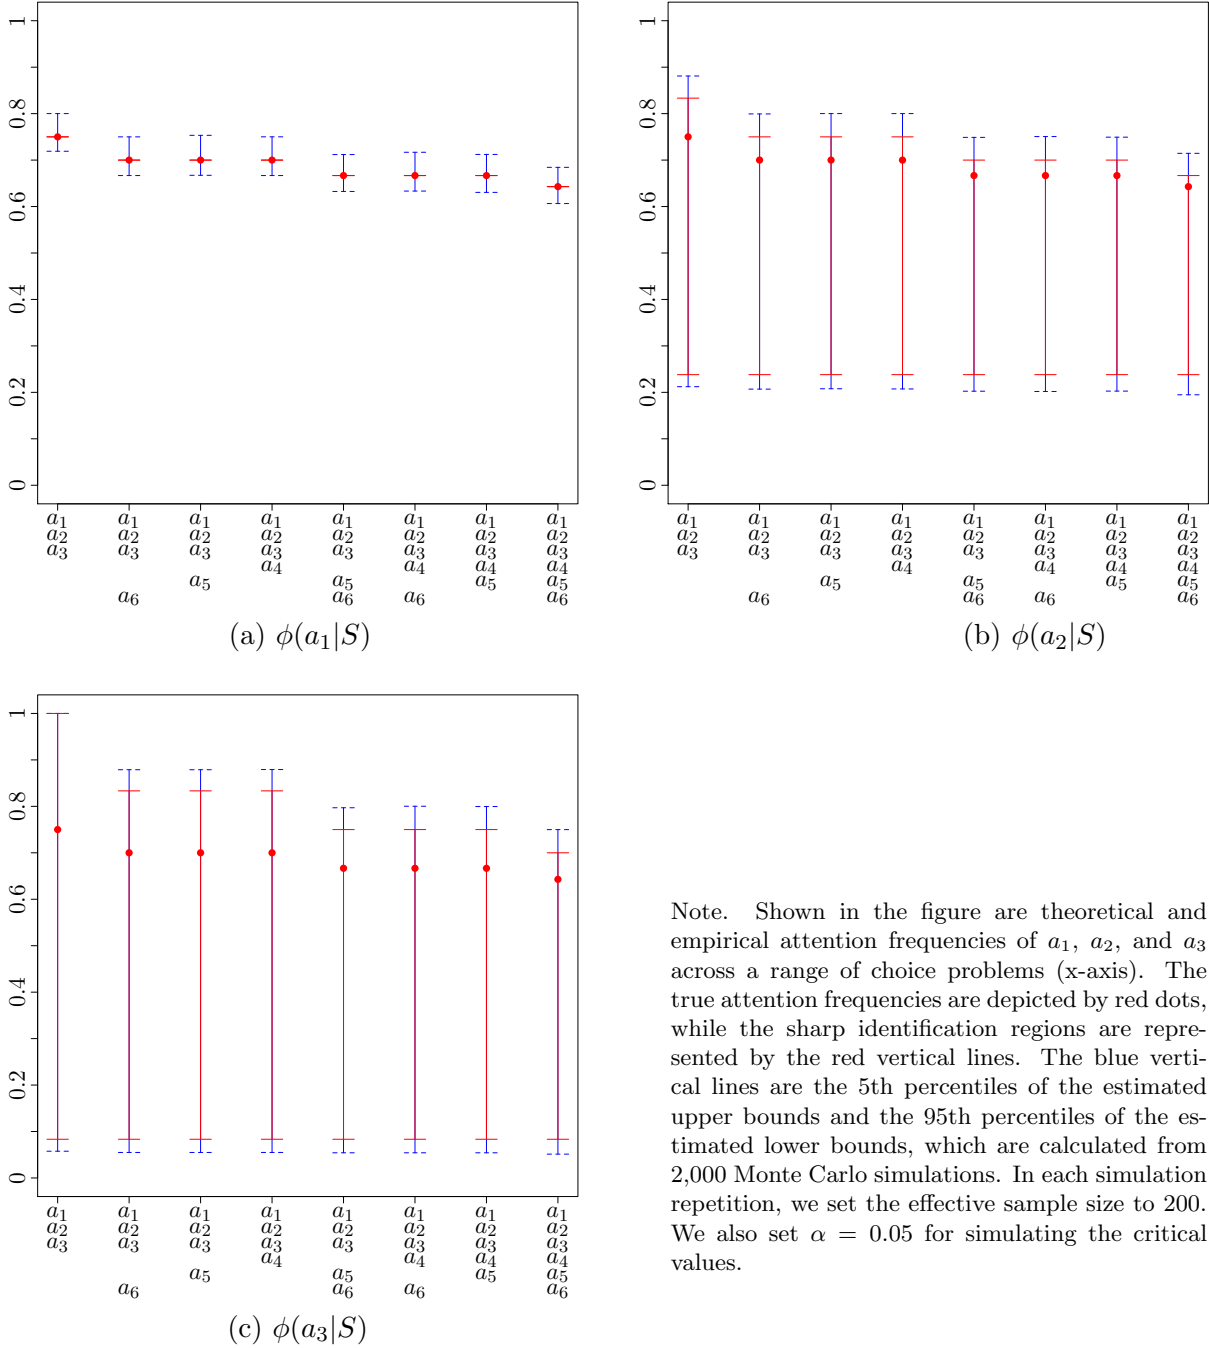 1
0.8
0.6
0.4
0.2
0
a1 a1 a1 a1 a1 a1 a1 a1
a2 a2 a2 a2 a2 a2 a2 a2
a3 a3 a3 a3 a3 a3 a3 a3
a4 a4 a4 a4
a5 a5 a5 a5
a6 a6 a6 a6
(a) ϕ(a1|S)
1
0.8
0.6
0.4
0.2
0
a1 a1 a1 a1 a1 a1 a1 a1
a2 a2 a2 a2 a2 a2 a2 a2
a3 a3 a3 a3 a3 a3 a3 a3
a4 a4 a4 a4
a5 a5 a5 a5
a6 a6 a6 a6
(b) ϕ(a2|S)
1
0.8
0.6
0.4
0.2
0
a1 a1 a1 a1 a1 a1 a1 a1
a2 a2 a2 a2 a2 a2 a2 a2
a3 a3 a3 a3 a3 a3 a3 a3
a4 a4 a4 a4
a5 a5 a5 a5
a6 a6 a6 a6
(c) ϕ(a3|S)
Note. Shown in the figure are theoretical and
empirical attention frequencies of a1, a2, and a3
across a range of choice problems (x-axis). The
true attention frequencies are depicted by red dots,
while the sharp identification regions are repre-
sented by the red vertical lines. The blue verti-
cal lines are the 5th percentiles of the estimated
upper bounds and the 95th percentiles of the es-
timated lower bounds, which are calculated from
2,000 Monte Carlo simulations. In each simulation
repetition, we set the effective sample size to 200.
We also set α = 0.05 for simulating the critical
values.